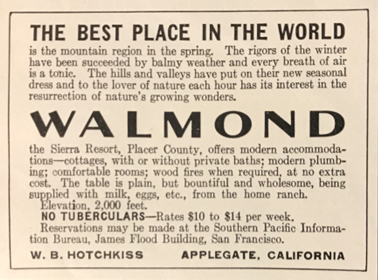 THE BEST PLACE IN THE WORLD
is the mountain region in the spring. The rigors of the winter
have been succeeded by balmy weather and every breath of air
is a tonic. The hills and valleys have put on their new seasonal
dress and to the lover of nature each hour has its interest in the
resurrection of nature's growing wonders.
WALMOND
the Sierra Resort, Placer County, offers modern accommoda-
tions—cottages, with or without private baths; modern plumb-
ing; comfortable rooms; wood fires when required, at no extra
cost. The table is plain, but bountiful and wholesome, being
supplied with milk, eggs, etc., from the home ranch.
Elevation, 2,000 feet.
NO TUBERCULARS—Rates $10 to $14 per week.
Reservations may be made at the Southern Pacific Informa-
tion Bureau, James Flood Building, San Francisco.
W. B. HOTCHKISS APPLEGATE, CALIFORNIA